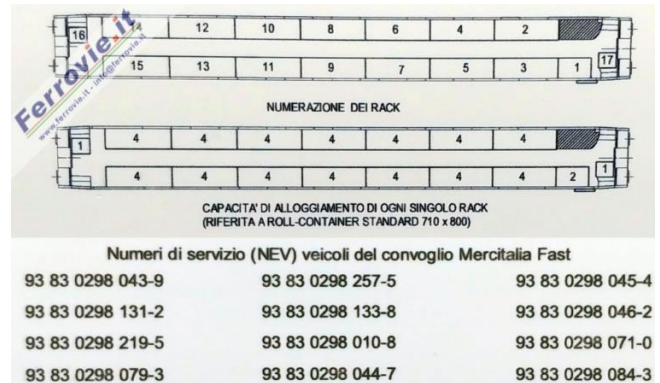 16 14 12 10 8 6 4 2
15 13 11 9 7 5 3 1 17
Ferrovie.it
www.ferrovie.it - info@ferrovie.it
NUMERAZIONE DEI RACK
1 4 4 4 4 4 4 4
4 4 4 4 4 4 4 2 1
CAPACITA' DI ALLOGGIAMENTO DI OGNI SINGOLO RACK
(RIFERITA A ROLL-CONTAINER STANDARD 710 x 800)
Numeri di servizio (NEV) veicoli del convoglio Mercitalia Fast
93 83 0298 043-9 93 83 0298 257-5 93 83 0298 045-4
93 83 0298 131-2 93 83 0298 133-8 93 83 0298 046-2
93 83 0298 219-5 93 83 0298 010-8 93 83 0298 071-0
93 83 0298 079-3 93 83 0298 044-7 93 83 0298 084-3